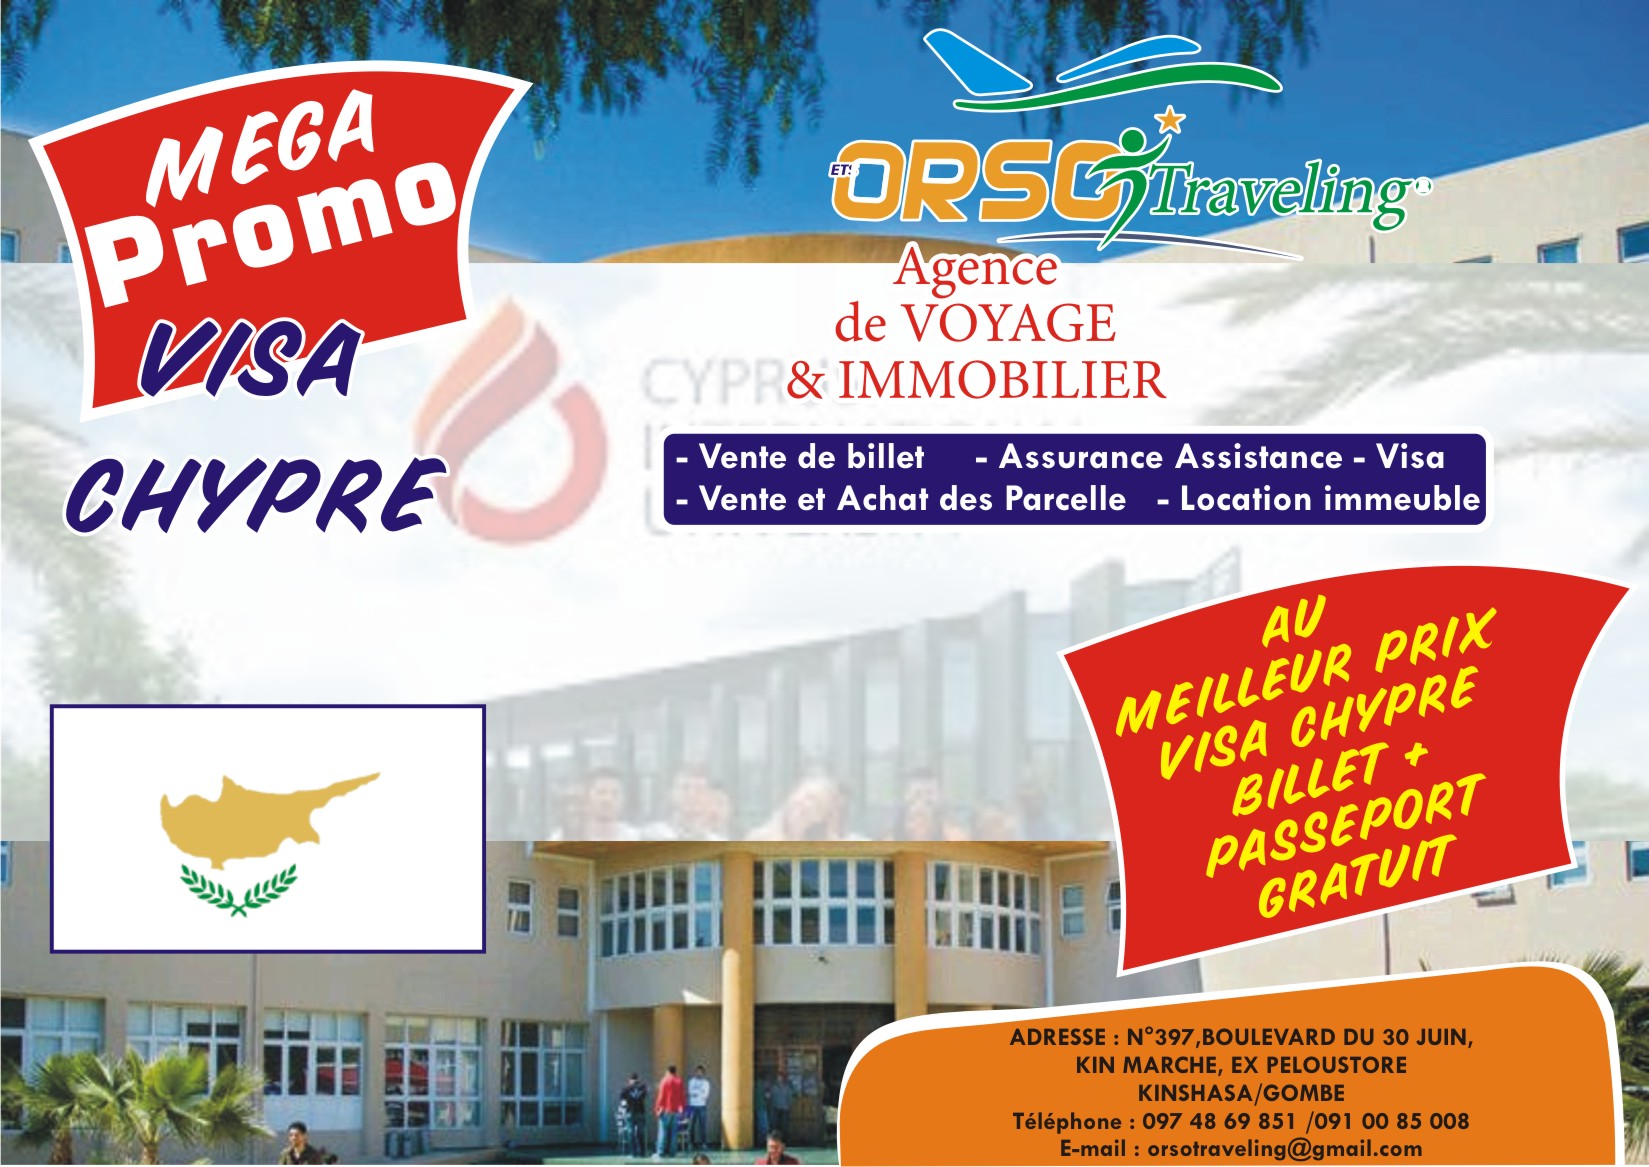 MEGA
Promo
VISA
CHYPRE
ETS ORSO Traveling®
Agence
de VOYAGE
& IMMOBILIER
CYPR
- Vente de billet - Assurance Assistance - Visa
- Vente et Achat des Parcelle - Location immeuble
AU
MEILLEUR PRIX
VISA CHYPRE
BILLET +
PASSEPORT
GRATUIT
ADRESSE : N°397,BOULEVARD DU 30 JUIN,
KIN MARCHE, EX PELOUSTORE
KINSHASA/GOMBE
Téléphone : 097 48 69 851 /091 00 85 008
E-mail : orsotraveling@gmail.com